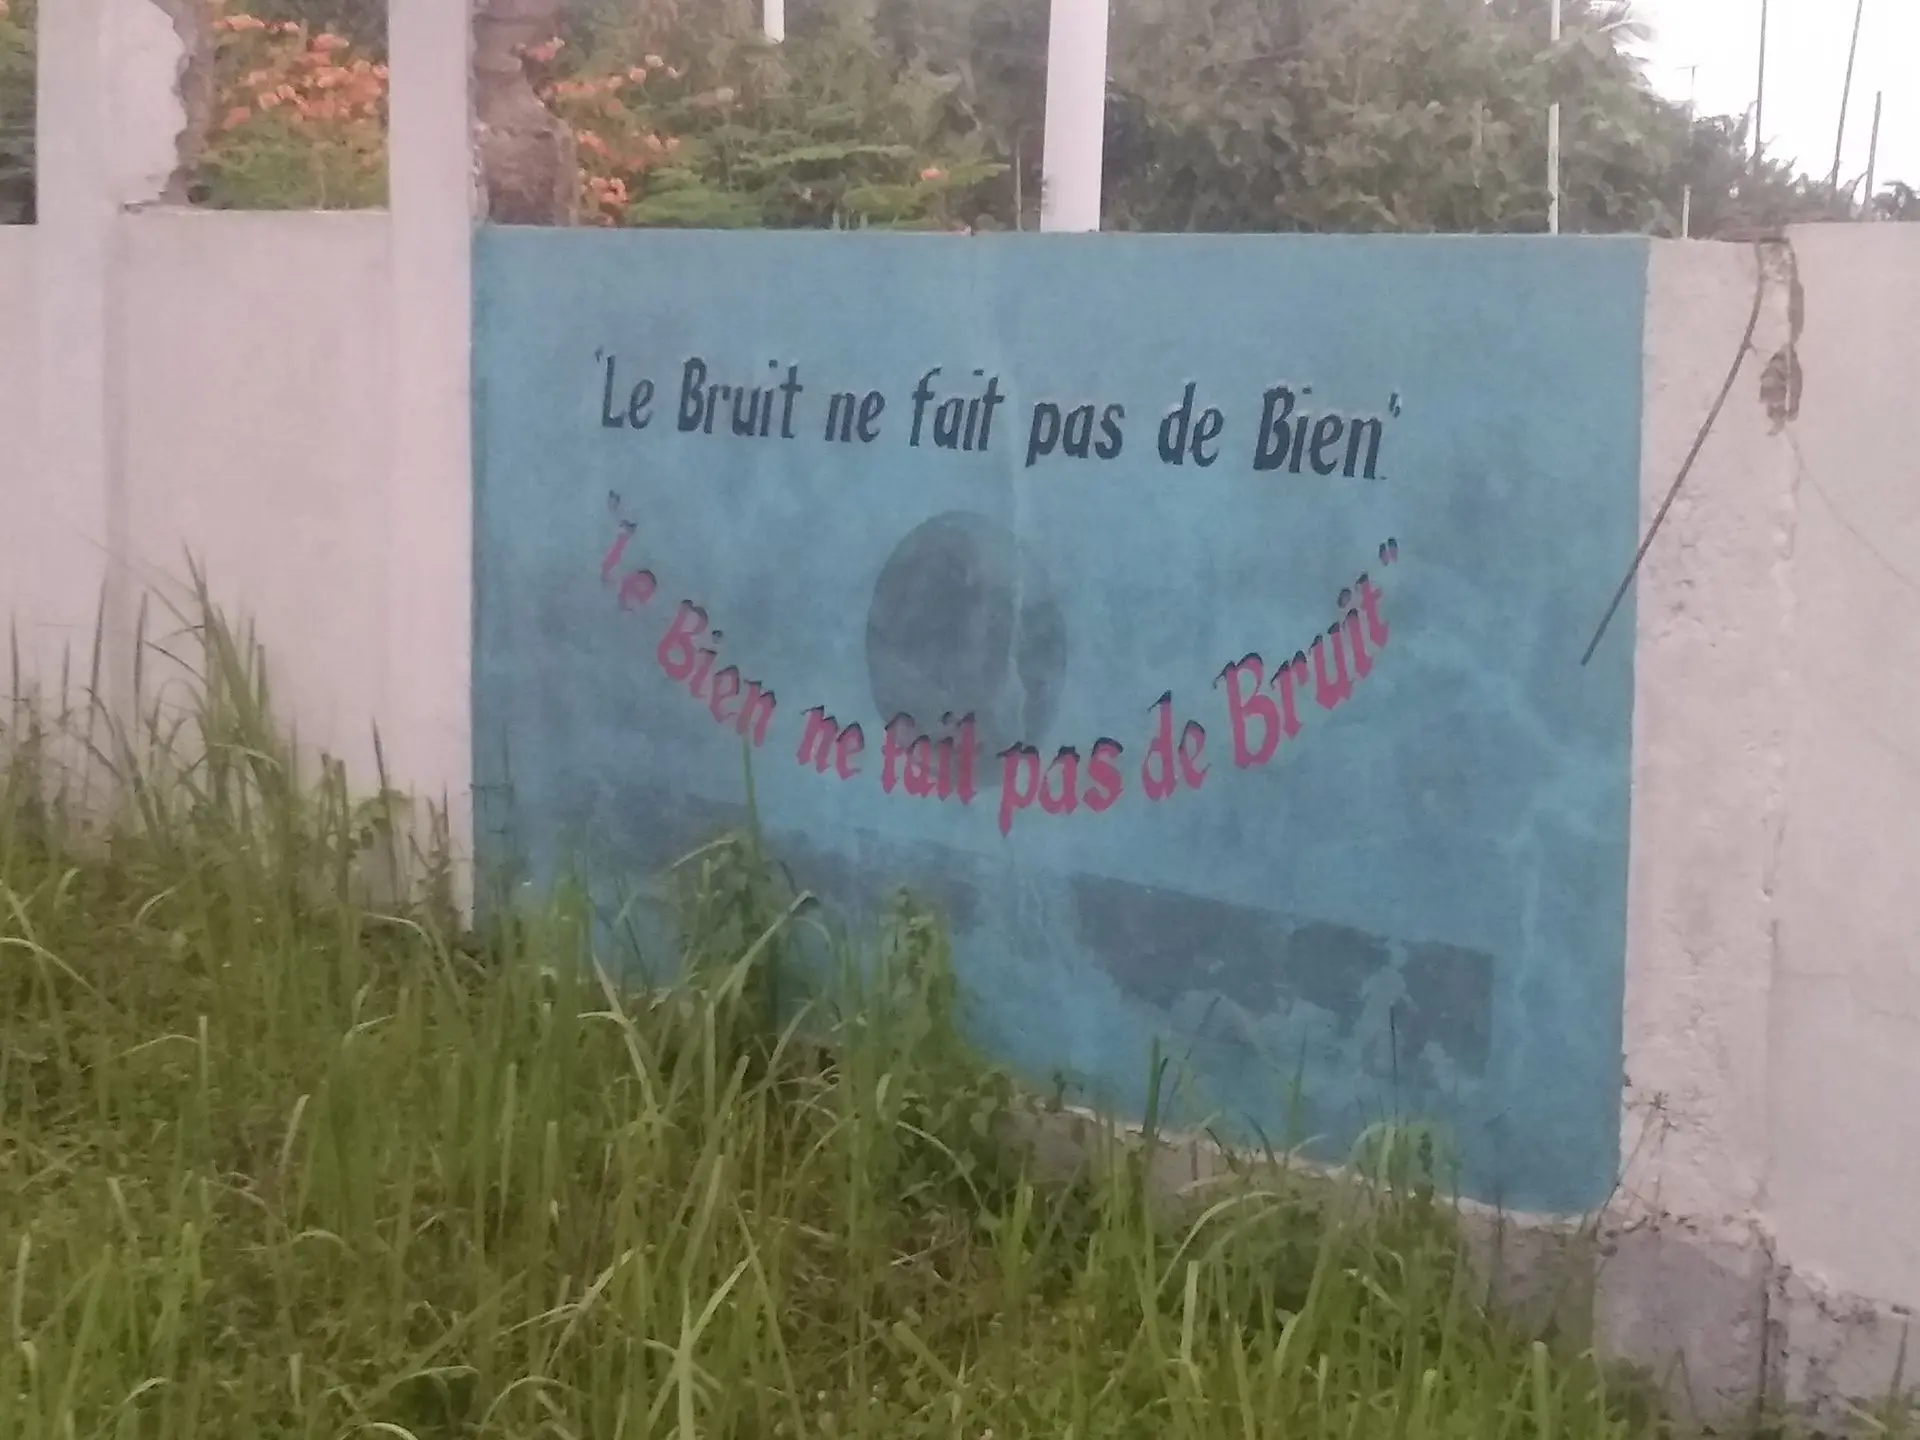 "Le Bruit ne fait pas de Bien".
"Le Bien ne fait pas de Bruit"